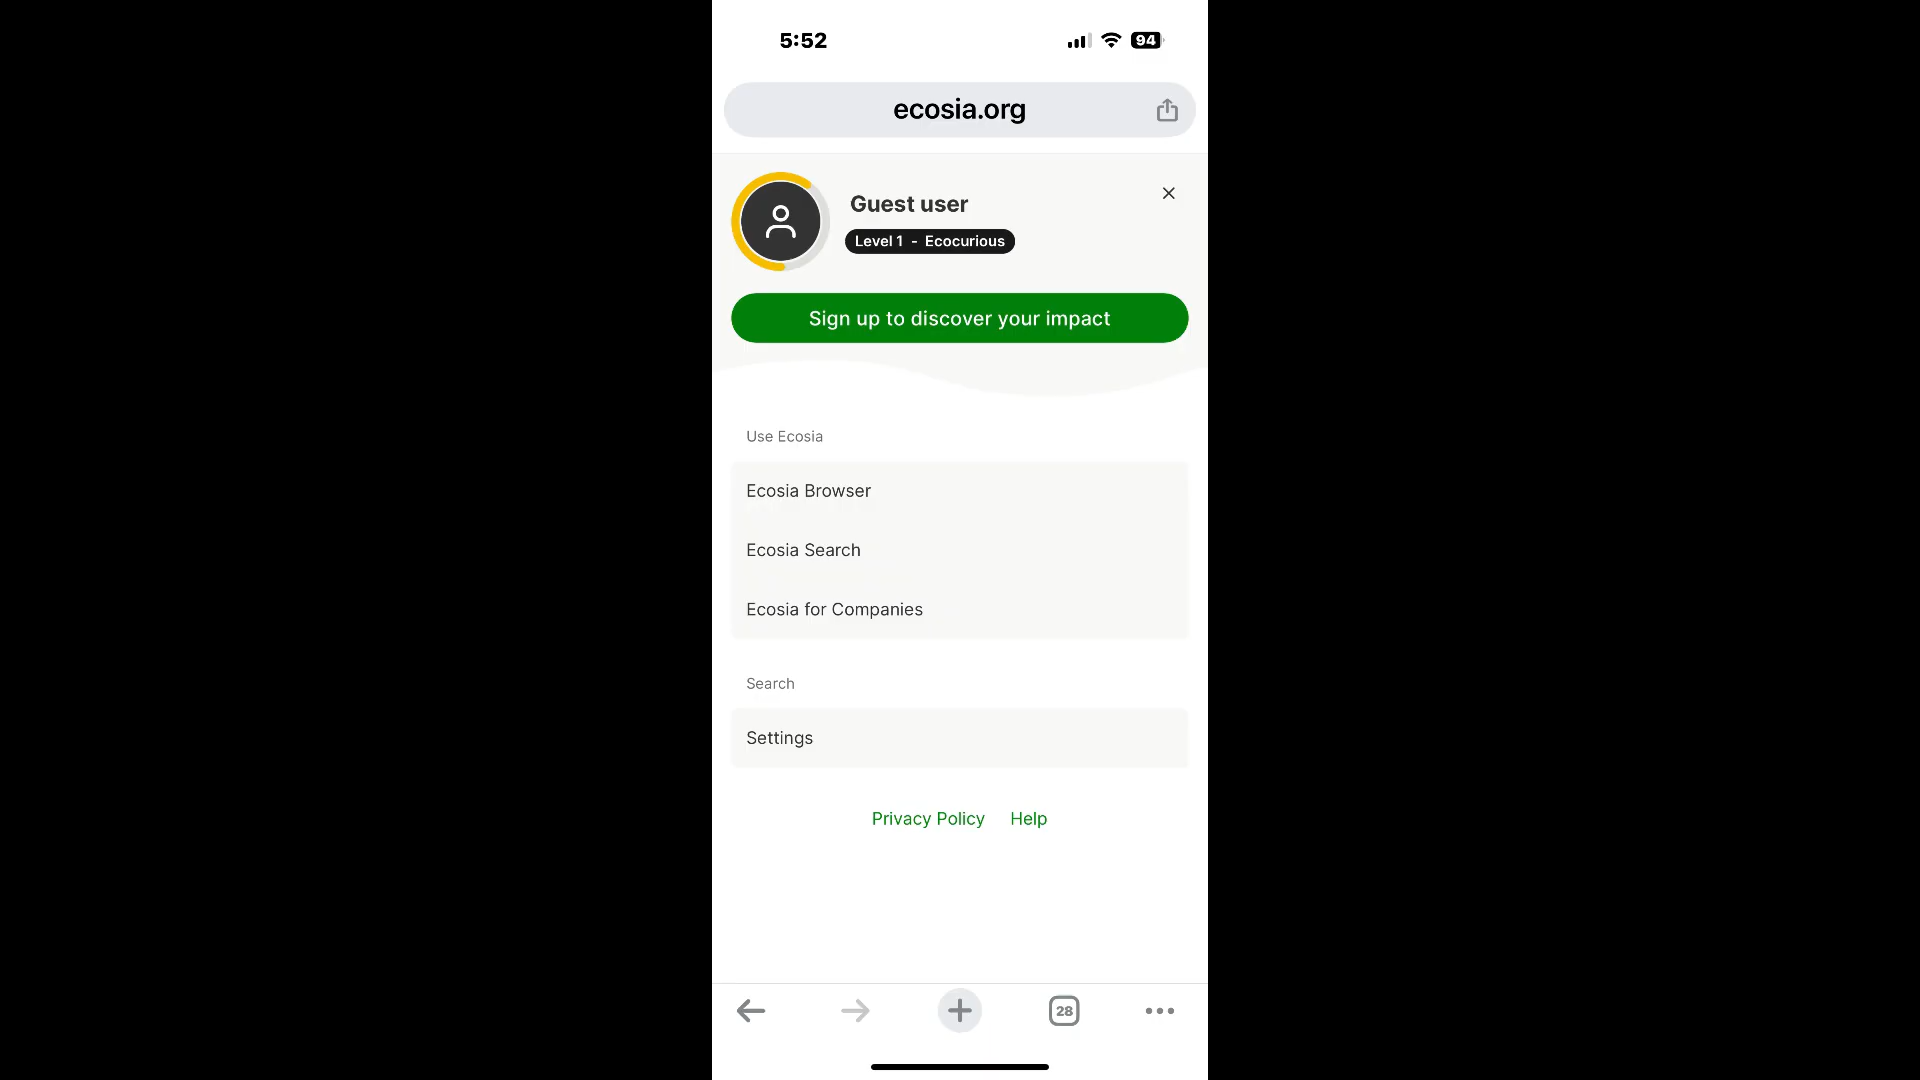 5:52
94
ecosia.org
Guest user
Level 1 - Ecocurious
Sign up to discover your impact
Use Ecosia
Ecosia Browser
Ecosia Search
Ecosia for Companies
Search
Settings
Privacy Policy Help
28